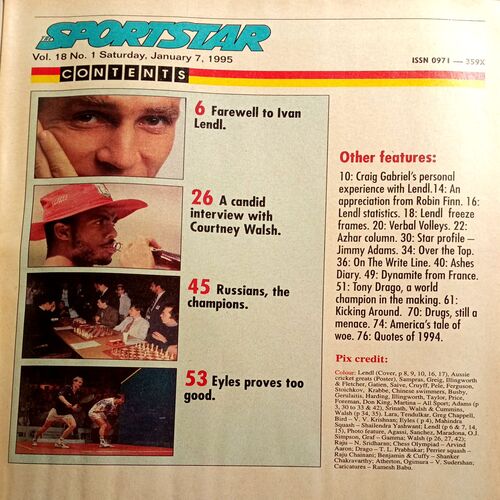 The
SPORTSTAR
Vol. 18 No. 1 Saturday, January 7, 1995
ISSN 0971 — 359X
CONTENTS
6 Farewell to Ivan
Lendl.
26 A candid
interview with
Courtney Walsh.
45 Russians, the
champions.
53 Eyles proves too
good.
Other features:
10: Craig Gabriel's personal
experience with Lendl.14: An
appreciation from Robin Finn. 16:
Lendl statistics. 18: Lendl freeze
frames. 20: Verbal Volleys. 22:
Azhar column. 30: Star profile —
Jimmy Adams. 34: Over the Top.
36: On The Write Line. 40: Ashes
Diary. 49: Dynamite from France.
51: Tony Drago, a world
champion in the making. 61:
Kicking Around. 70: Drugs, still a
menace. 74: America's tale of
woe. 76: Quotes of 1994.
Pix credit:
Colour: Lendl (Cover, p 8, 9, 10, 16, 17), Aussie
cricket greats (Poster), Sampras, Greig, Illingworth
& Fletcher, Gatien, Saive, Cruyff, Pele, Ferguson,
Stoichkov, Krabbe, Chinese swimmers, Busby,
Gerulaitis, Harding, Illingworth, Taylor, Price,
Foreman, Don King, Martina — All Sport; Adams (p
3, 30 to 33 & 42), Srinath, Walsh & Cummins,
Walsh (p 34, 35), Lara, Tendulkar, Greg Chappell,
Bird — V. V. Krishnan; Eyles ( p 4), Mahindra
Squash — Shailendra Yashwant; Lendl (p 6 & 7, 14,
15), Photo feature, Agassi, Sanchez, Maradona, O.J.
Simpson, Graf — Gamma; Walsh (p 26, 27, 42);
Raju — N. Sridharan; Chess Olympiad — Arvind
Aaron; Drago — T. L. Prabhakar; Perrier squash —
Raju Chainani; Benjamin & Cuffy — Shanker
Chakravarthy; Atherton, Ogimura — V. Sudershan;
Caricatures — Ramesh Babu.